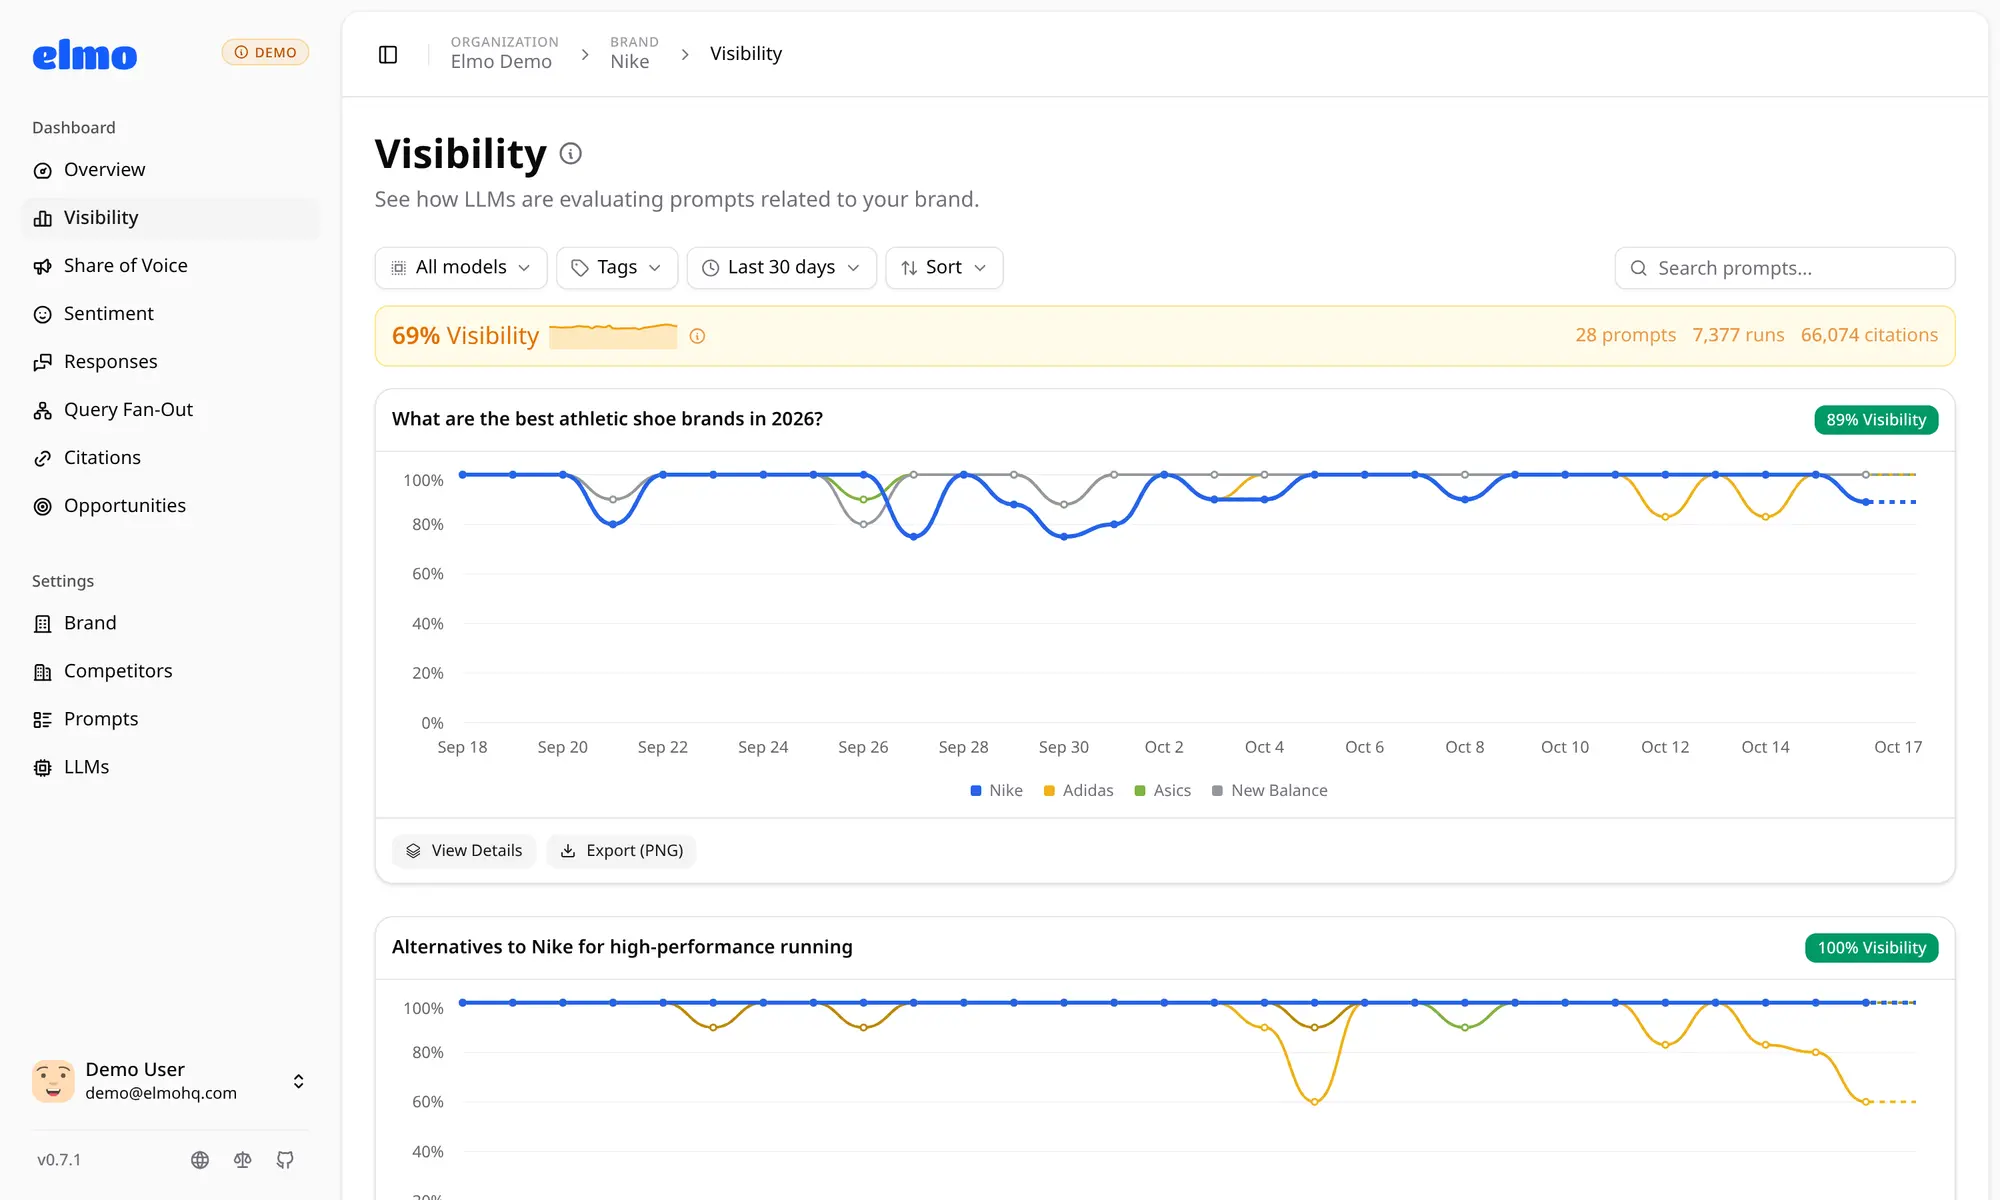 elmo
DEMO
Dashboard
Overview
Visibility
Share of Voice
Sentiment
Responses
Query Fan-Out
Citations
Opportunities
Settings
Brand
Competitors
Prompts
LLMs
Demo User
demo@elmohq.com
v0.7.1
ORGANIZATION
Elmo Demo
BRAND
Nike
Visibility
Visibility
See how LLMs are evaluating prompts related to your brand.
All models
Tags
Last 30 days
Sort
Search prompts...
69% Visibility
28 prompts 7,377 runs 66,074 citations
What are the best athletic shoe brands in 2026?
89% Visibility
100%
80%
60%
40%
20%
0%
Sep 18 Sep 20 Sep 22 Sep 24 Sep 26 Sep 28 Sep 30 Oct 2 Oct 4 Oct 6 Oct 8 Oct 10 Oct 12 Oct 14 Oct 17
Nike Adidas Asics New Balance
View Details
Export (PNG)
Alternatives to Nike for high-performance running
100% Visibility
100%
80%
60%
40%